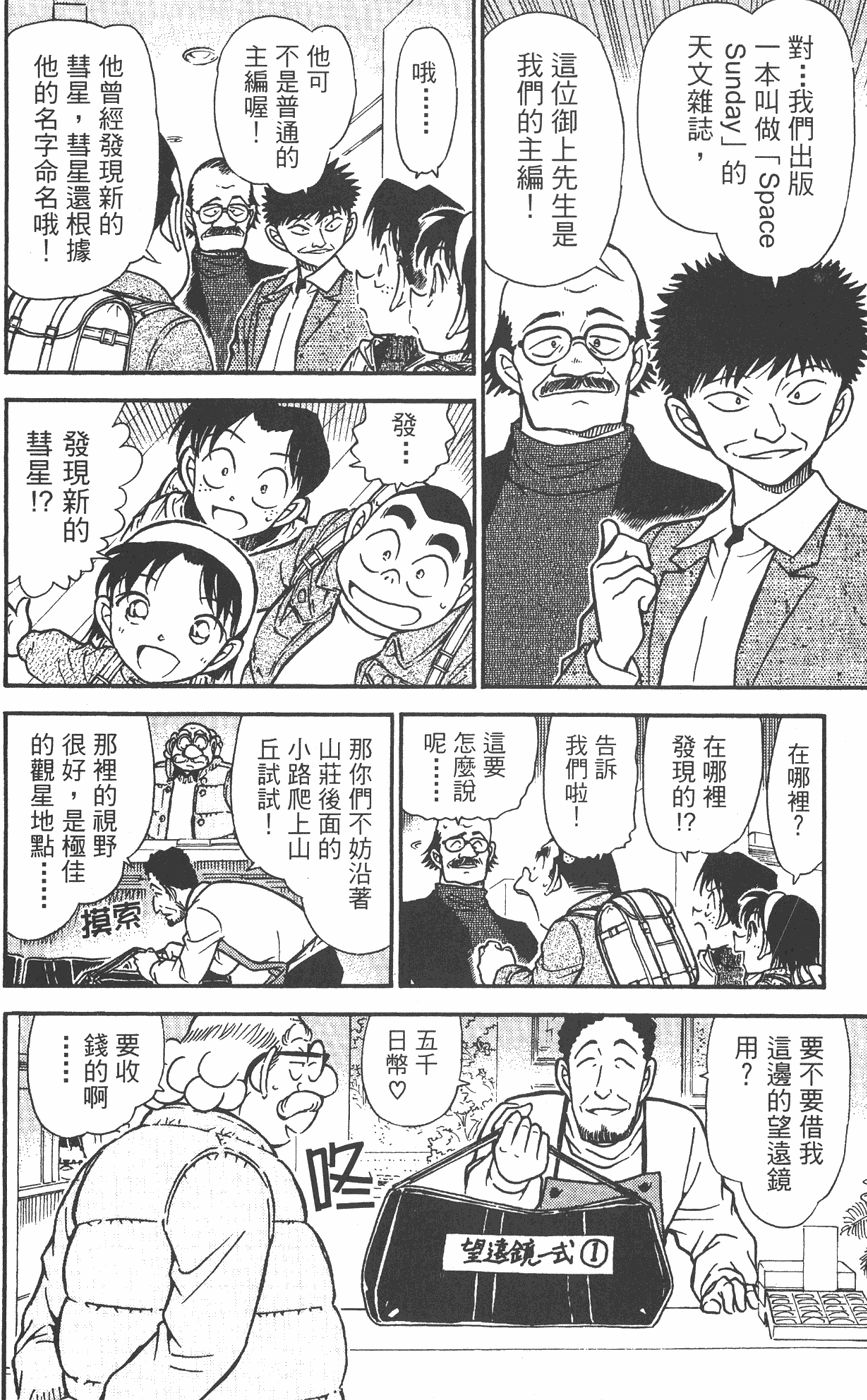 對…我們出版
一本叫做「Space
Sunday」的
天文雜誌，
這位御上先生是
我們的主編！
哦……
他可
不是普通的
主編喔！
他曾經發現新的
彗星，彗星還根據
他的名字命名哦！
發…
發現新的
彗星!?
在哪裡？
在哪裡
發現的!?
告訴
我們啦！
這要
怎麼說
呢……
那你們不妨沿著
山莊後面的
小路爬上山
丘試試！
那裡的視野
很好，是極佳
的觀星地點……
摸索
要不要借我
這邊的望遠鏡
用？
五千
日幣♡
望遠鏡一式①
咚
要收
錢的啊
……